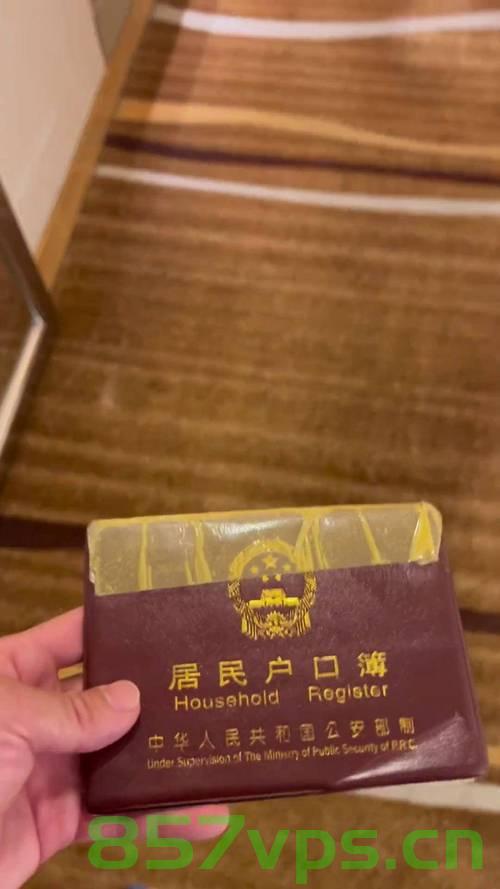 居民户口簿
Household Register
中华人民共和国公安部制
Under Supervision of The Ministry of Public Security of P.R.C
857vps.cn